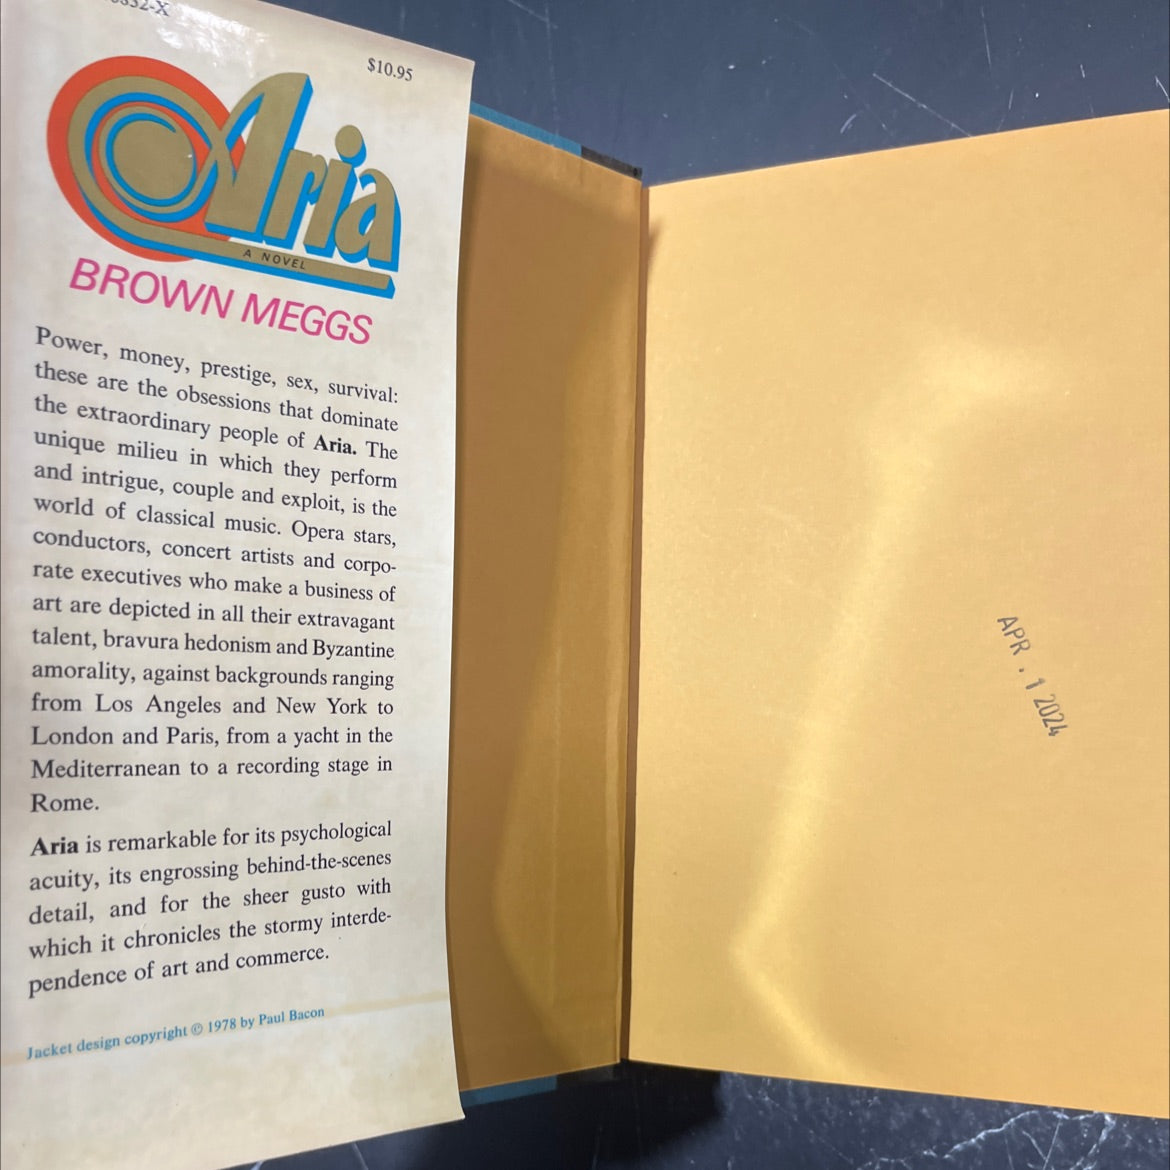 $10.95
Aria
A NOVEL
BROWN MEGGS
Power, money, prestige, sex, survival:
these are the obsessions that dominate
the extraordinary people of Aria. The
unique milieu in which they perform
and intrigue, couple and exploit, is the
world of classical music. Opera stars,
conductors, concert artists and corpo-
rate executives who make a business of
art are depicted in all their extravagant
talent, bravura hedonism and Byzantine
amorality, against backgrounds ranging
from Los Angeles and New York to
London and Paris, from a yacht in the
Mediterranean to a recording stage in
Rome.
Aria is remarkable for its psychological
acuity, its engrossing behind-the-scenes
detail, and for the sheer gusto with
which it chronicles the stormy interde-
pendence of art and commerce.
Jacket design copyright © 1978 by Paul Bacon
APR . 1 2024